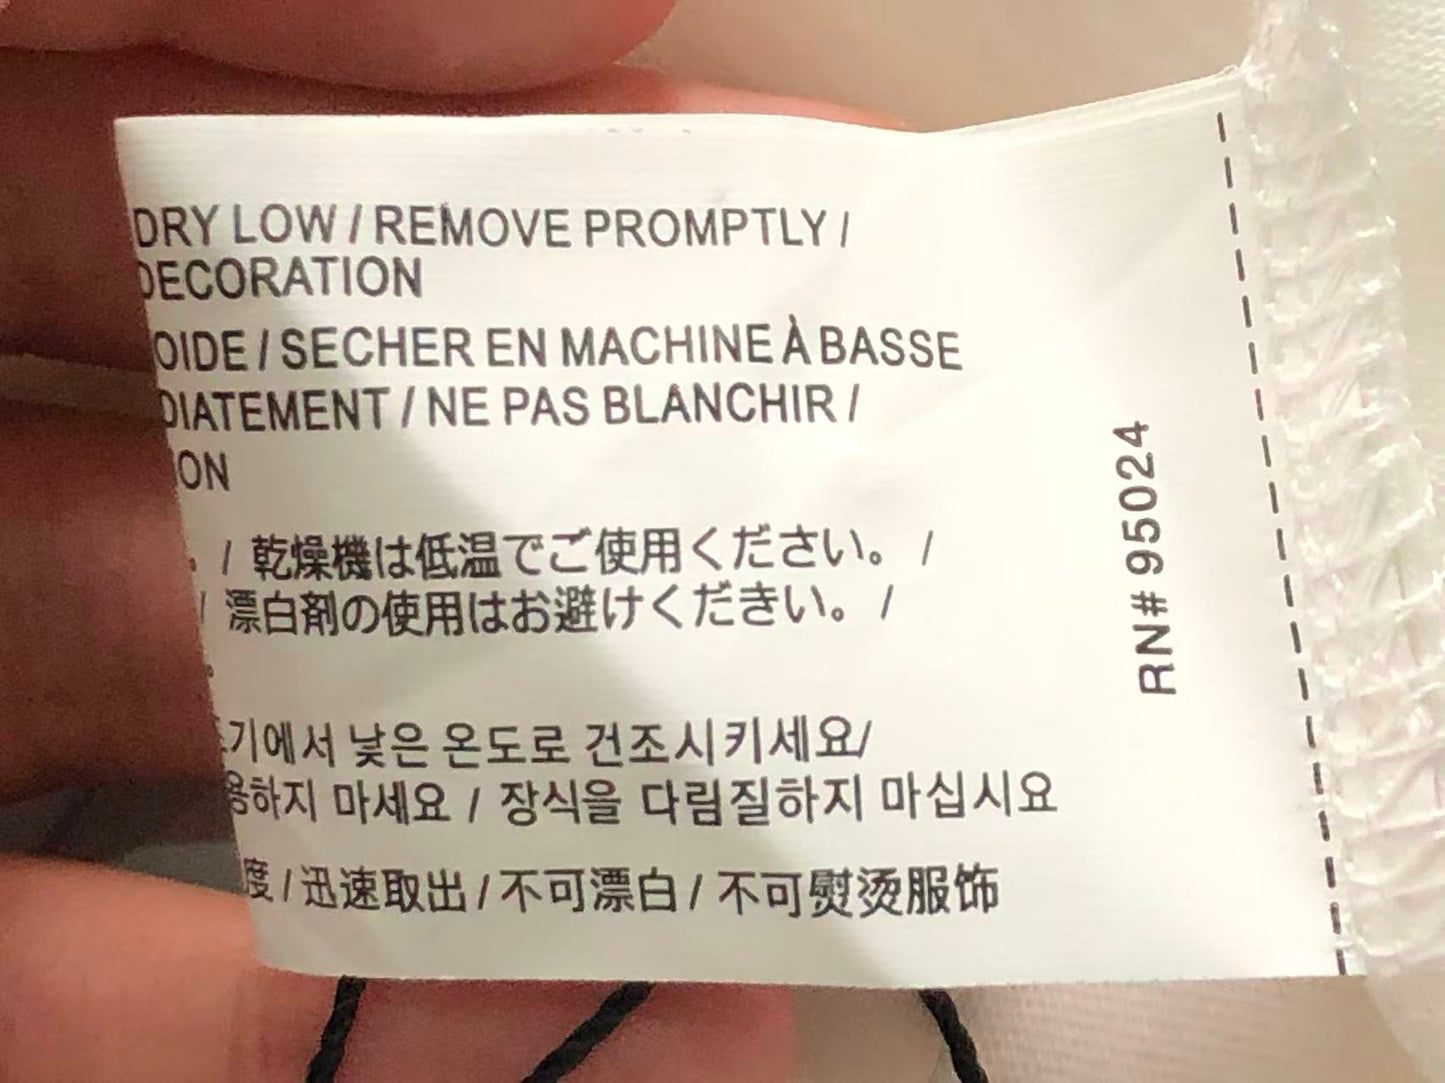 DRY LOW / REMOVE PROMPTLY /
DECORATION
OIDE / SECHER EN MACHINE À BASSE
DIATEMENT / NE PAS BLANCHIR /
ON
。 / 乾燥機は低温でご使用ください。 /
/ 漂白剤の使用はお避けくだきい。 /
。
기에서 낮은 온도로 건조시키세요/
용하지 마세요 / 장식을 다림질하지 마십시요
度 / 迅速取出 / 不可漂白 / 不可熨烫服饰
RN# 95024